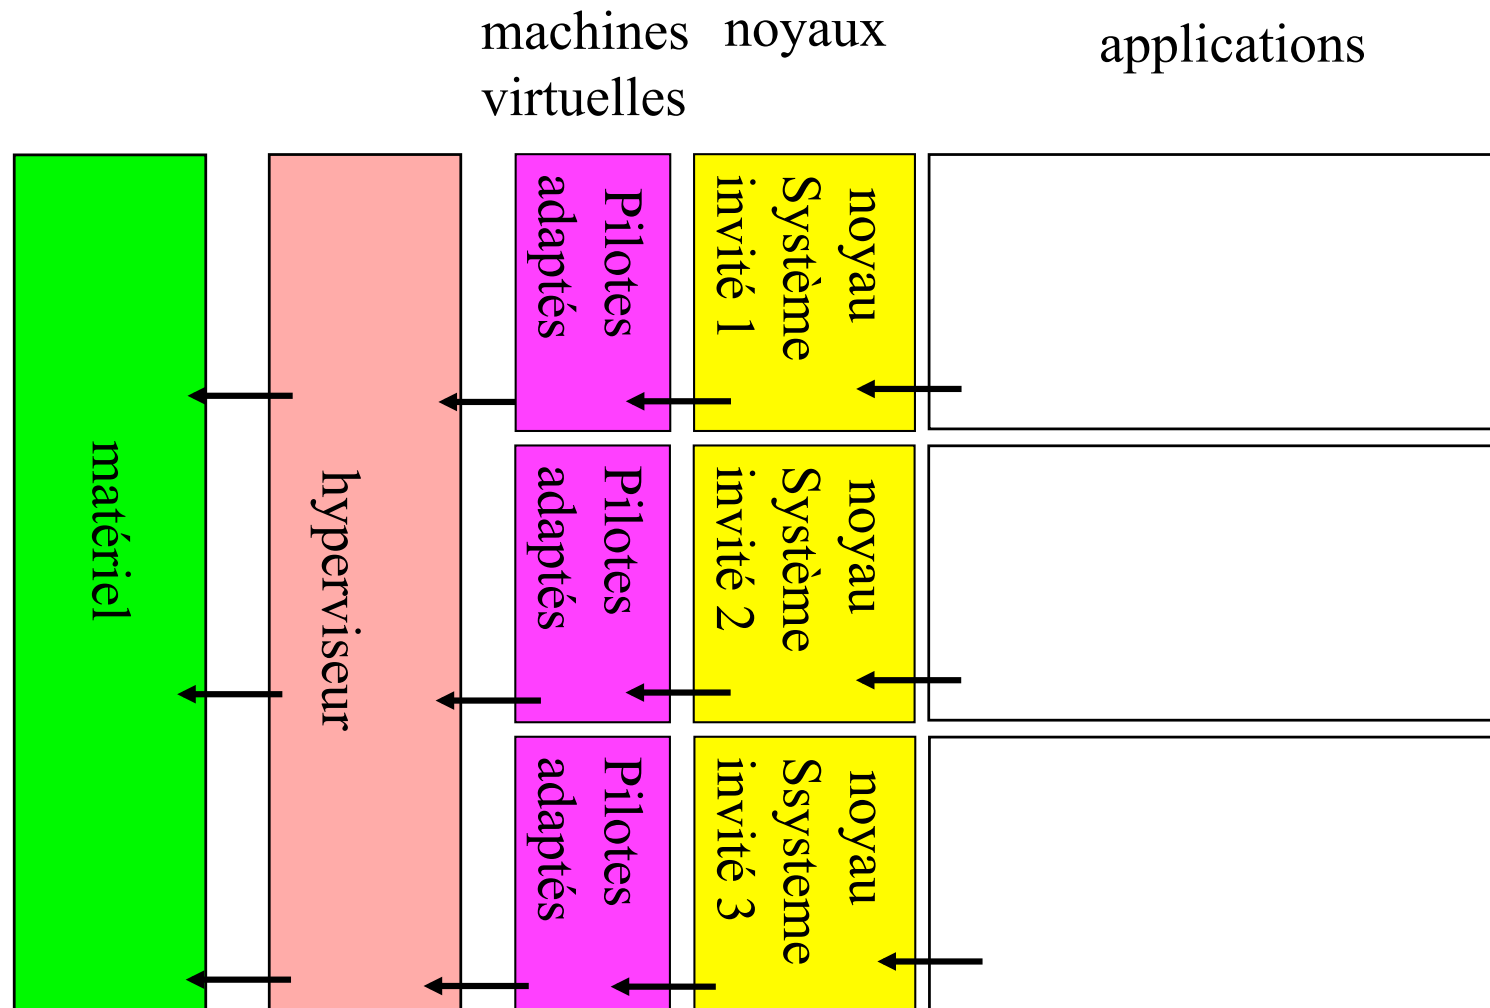 machines
virtuelles
noyaux
applications
matériel
hyperviseur
Pilotes
adaptés
noyau
Système
invité 1
Pilotes
adaptés
noyau
Système
invité 2
Pilotes
adaptés
noyau
Ssysteme
invité 3